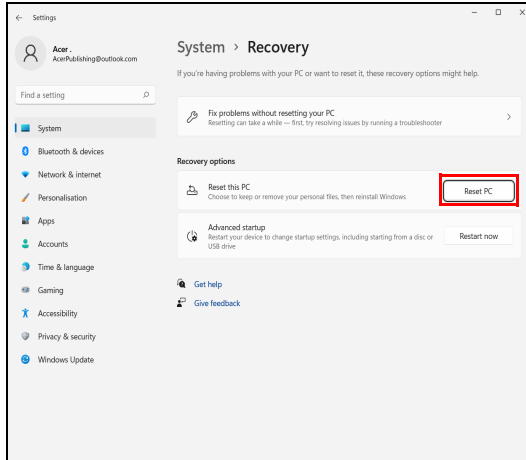 Settings
Acer .
AcerPublishing@outlook.com
Find a setting
System
Bluetooth & devices
Network & internet
Personalisation
Apps
Accounts
Time & language
Gaming
Accessibility
Privacy & security
Windows Update
System > Recovery
If you're having problems with your PC or want to reset it, these recovery options might help.
Fix problems without resetting your PC
Resetting can take a while — first, try resolving issues by running a troubleshooter
Recovery options
Reset this PC
Choose to keep or remove your personal files, then reinstall Windows
Reset PC
Advanced startup
Restart your device to change startup settings, including starting from a disc or
USB drive
Restart now
Get help
Give feedback